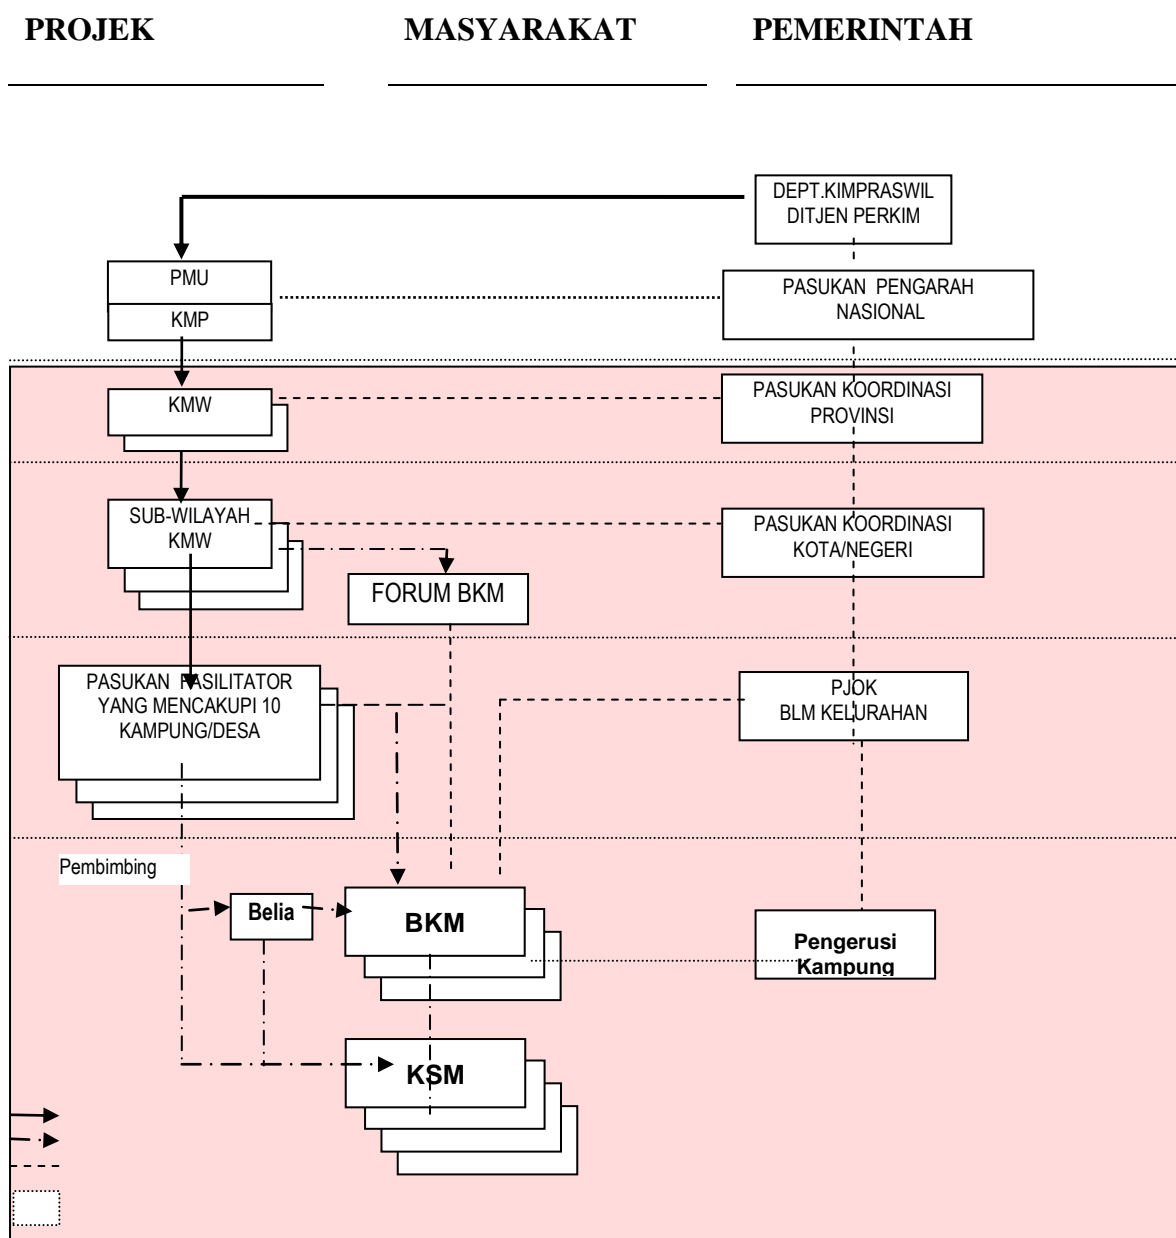 PROJEK MASYARAKAT PEMERINTAH
DEPT.KIMPRASWIL
DITJEN PERKIM
PMU
KMP
PASUKAN PENGARAH
NASIONAL
KMW
PASUKAN KOORDINASI
PROVINSI
SUB-WILAYAH
KMW
FORUM BKM
PASUKAN KOORDINASI
KOTA/NEGERI
PASUKAN FASILITATOR
YANG MENCAKUPI 10
KAMPUNG/DESA
PJOK
BLM KELURAHAN
Pembimbing
Belia
BKM
Pengerusi
Kampung
KSM